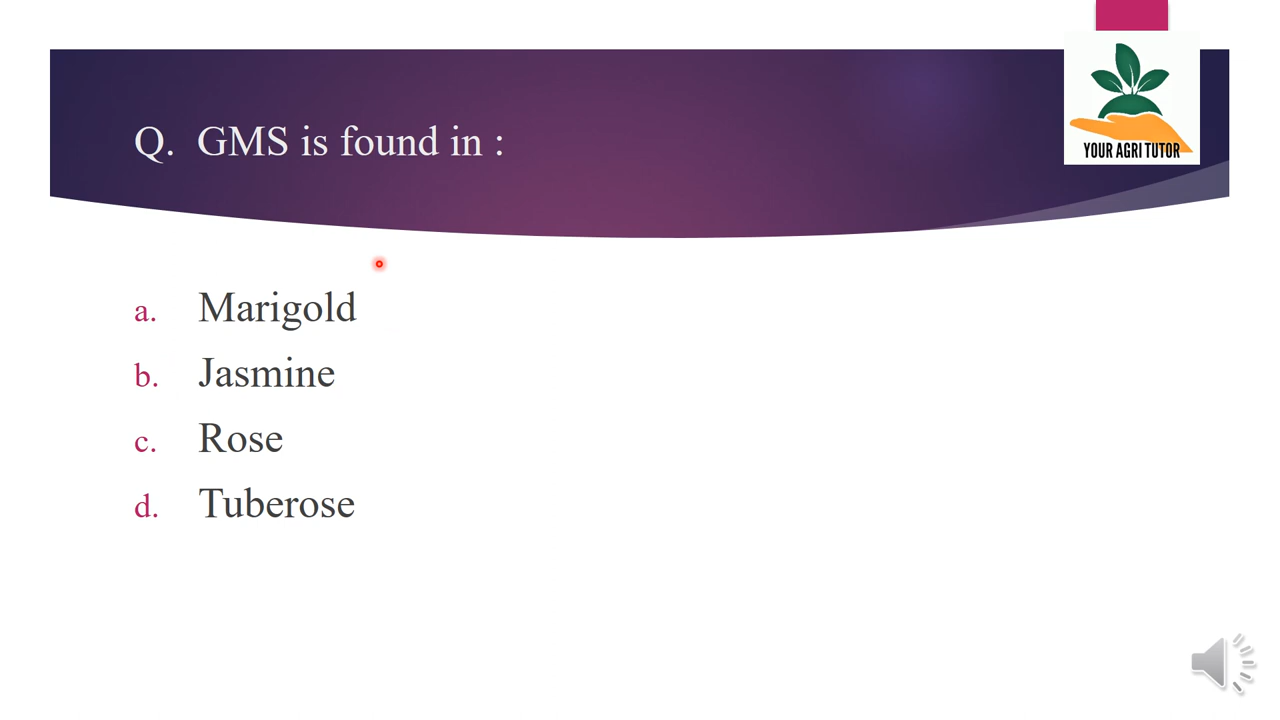 Q. GMS is found in :
YOUR AGRI TUTOR
a. Marigold
b. Jasmine
c. Rose
d. Tuberose